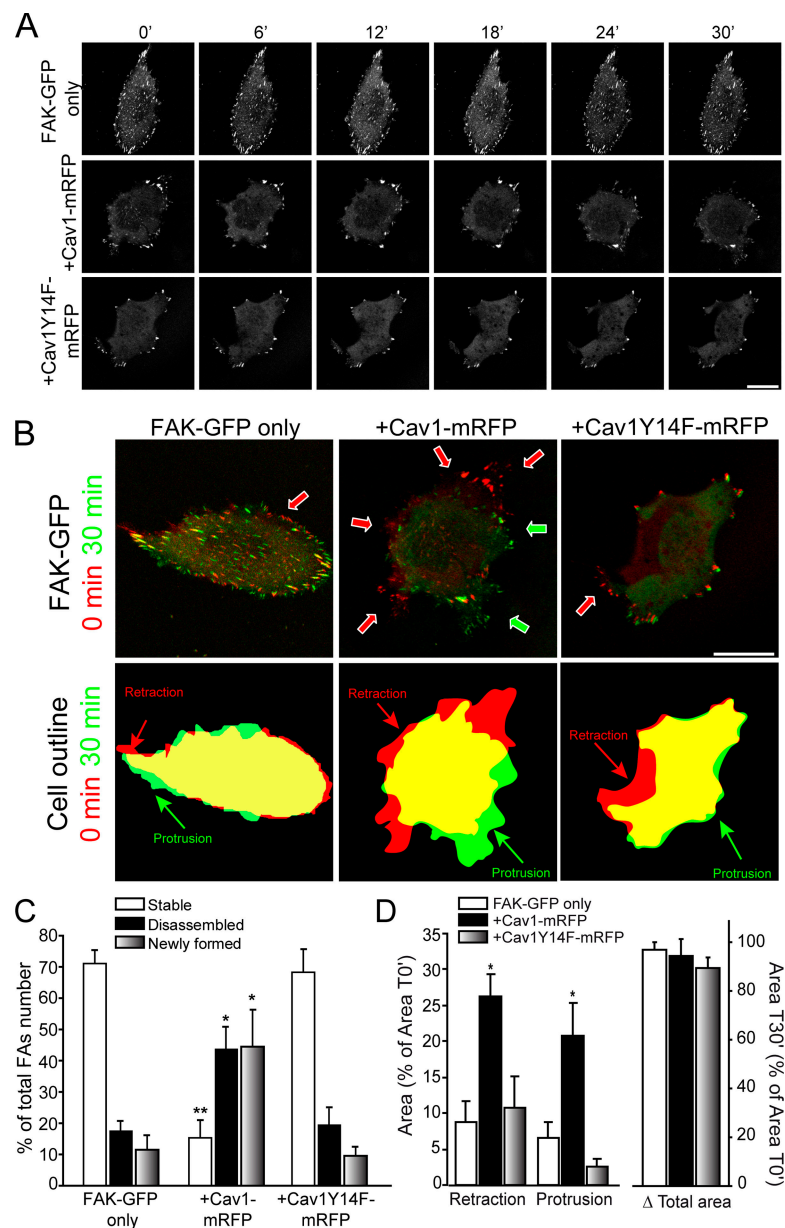 A
0’ 6’ 12’ 18’ 24’ 30’
FAK-GFP
only
+Cav1-mRFP
+Cav1Y14F-
mRFP
B
FAK-GFP only +Cav1-mRFP +Cav1Y14F-mRFP
FAK-GFP
0 min 30 min
Cell outline
0 min 30 min
Retraction
Protrusion
Retraction
Protrusion
Retraction
Protrusion
C
Stable
Disassembled
Newly formed
% of total FAs number
80
70
60
50
40
30
20
10
0
** * *
FAK-GFP
only
+Cav1-
mRFP
+Cav1Y14F-
mRFP
D
FAK-GFP only
+Cav1-mRFP
+Cav1Y14F-mRFP
Area (% of Area T0')
35
30
25
20
15
10
5
0
* *
Retraction Protrusion
100
80
60
40
20
0
Area T30' (% of Area T0')
Δ Total area